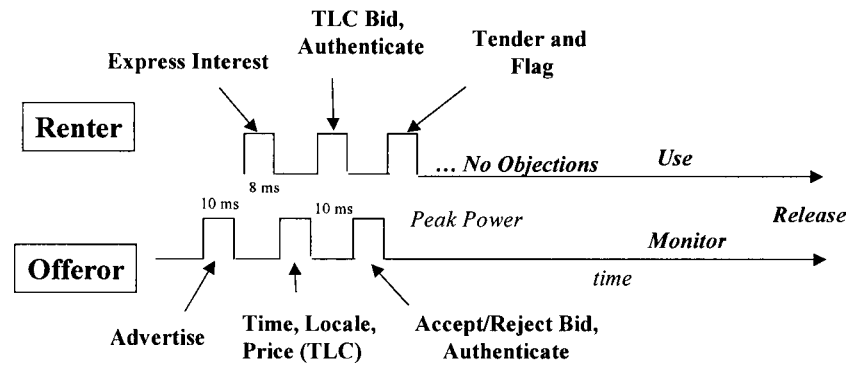 TLC Bid,
Authenticate
Tender and
Flag
Express Interest
Renter
... No Objections
Use
8 ms
10 ms
10 ms
Peak Power
Release
Offeror
Monitor
time
Advertise
Time, Locale,
Price (TLC)
Accept/Reject Bid,
Authenticate